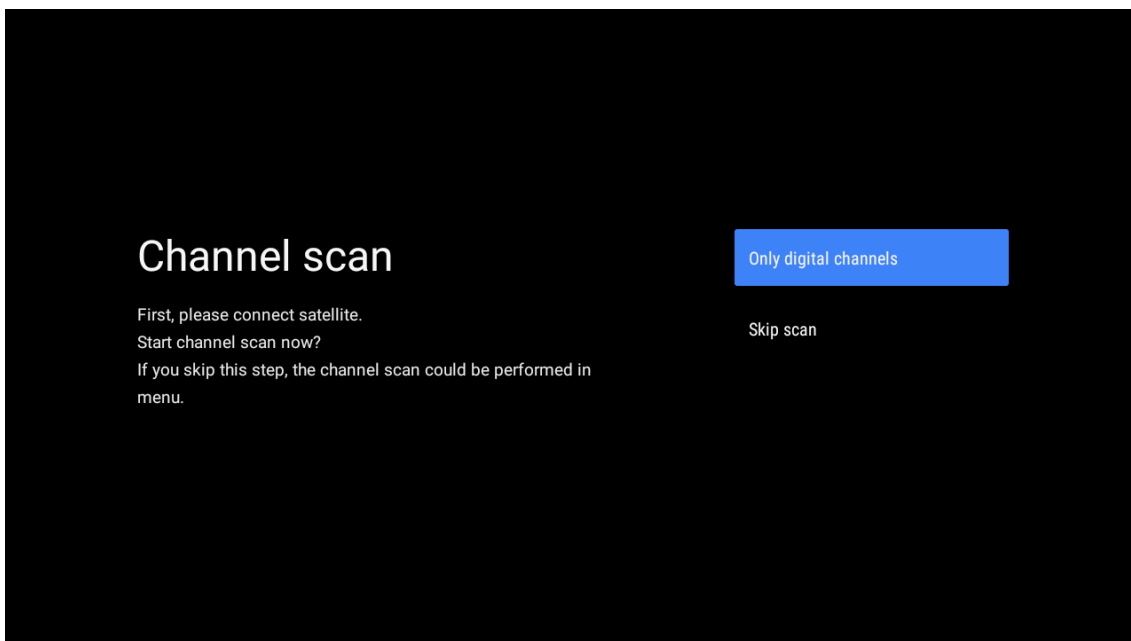 Channel scan
First, please connect satellite.
Start channel scan now?
If you skip this step, the channel scan could be performed in
menu.
Only digital channels
Skip scan